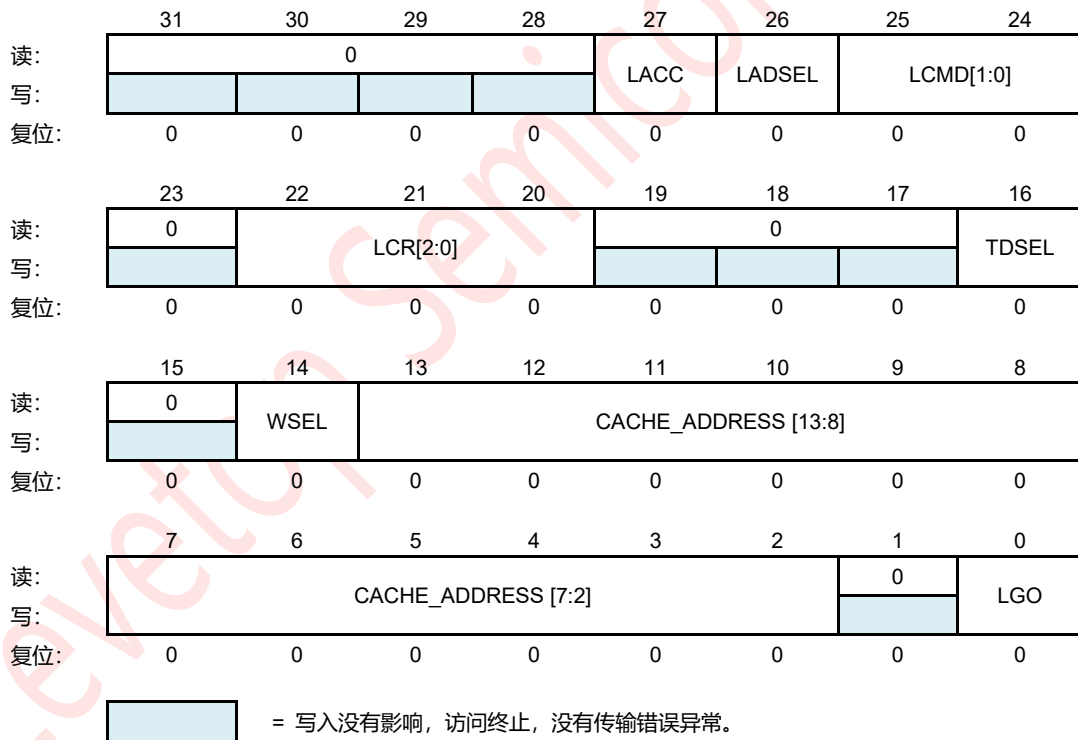 31 30 29 28 27 26 25 24
读: 0 LACC LADSEL LCMD[1:0]
写:
复位: 0 0 0 0 0 0 0 0
23 22 21 20 19 18 17 16
读: 0 LCR[2:0] 0 TDSEL
写:
复位: 0 0 0 0 0 0 0 0
15 14 13 12 11 10 9 8
读: 0 WSEL CACHE_ADDRESS [13:8]
写:
复位: 0 0 0 0 0 0 0 0
7 6 5 4 3 2 1 0
读: CACHE_ADDRESS [7:2] 0 LGO
写:
复位: 0 0 0 0 0 0 0 0
= 写入没有影响，访问终止，没有传输错误异常。
Levetop Semico